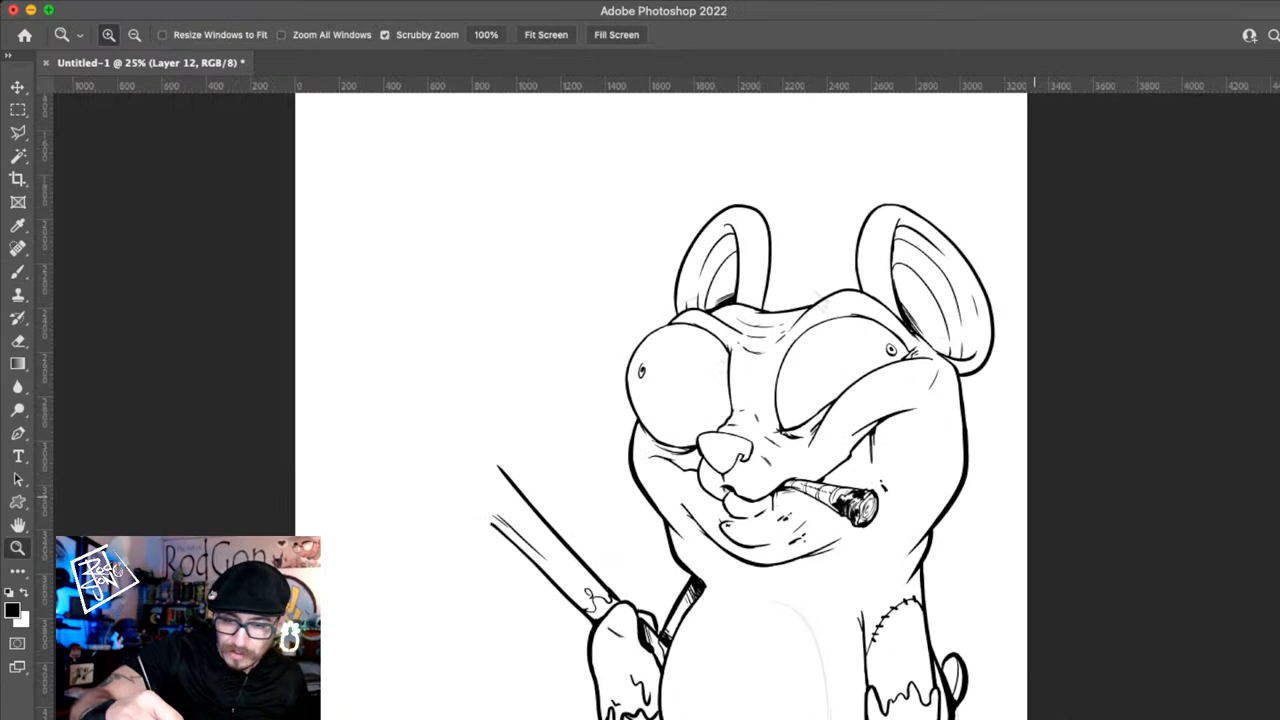 Adobe Photoshop 2022
Resize Windows to Fit Zoom All Windows Scrubby Zoom 100% Fit Screen Fill Screen
Untitled-1 @ 25% (Layer 12, RGB/8) *
1000 800 600 400 200 0 200 400 600 800 1000 1200 1400 1600 1800 2000 2200 2400 2600 2800 3000 3200 3400 3600 3800 4000 4200
RodGon